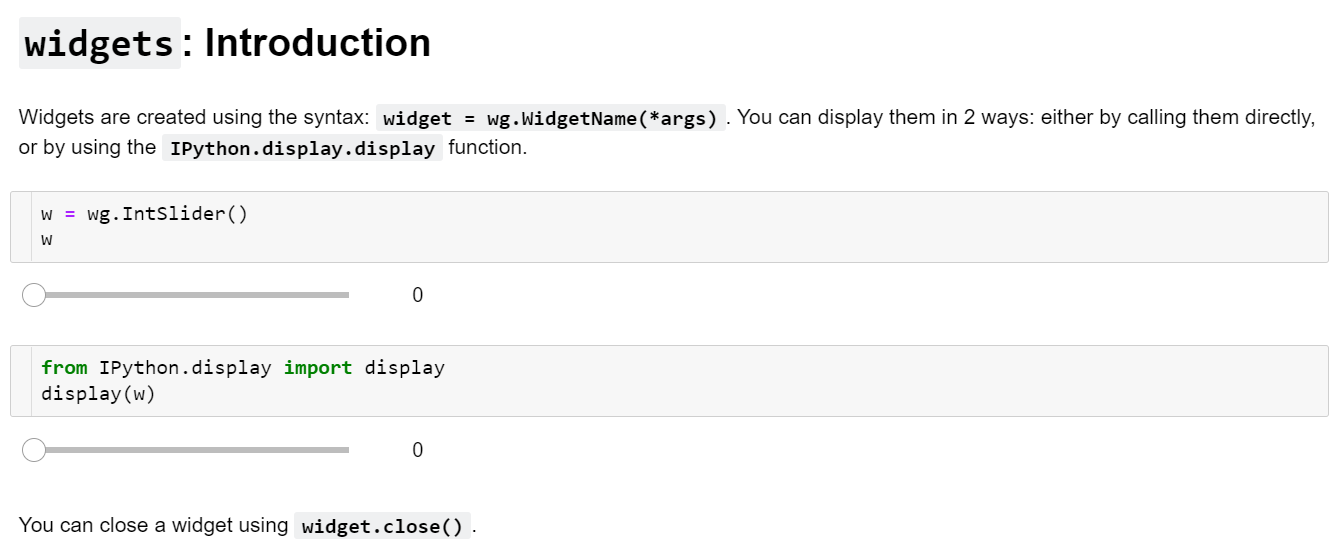 widgets: Introduction
Widgets are created using the syntax: widget = wg.WidgetName(*args). You can display them in 2 ways: either by calling them directly,
or by using the IPython.display.display function.
w = wg.IntSlider()
w
0
from IPython.display import display
display(w)
0
You can close a widget using widget.close().